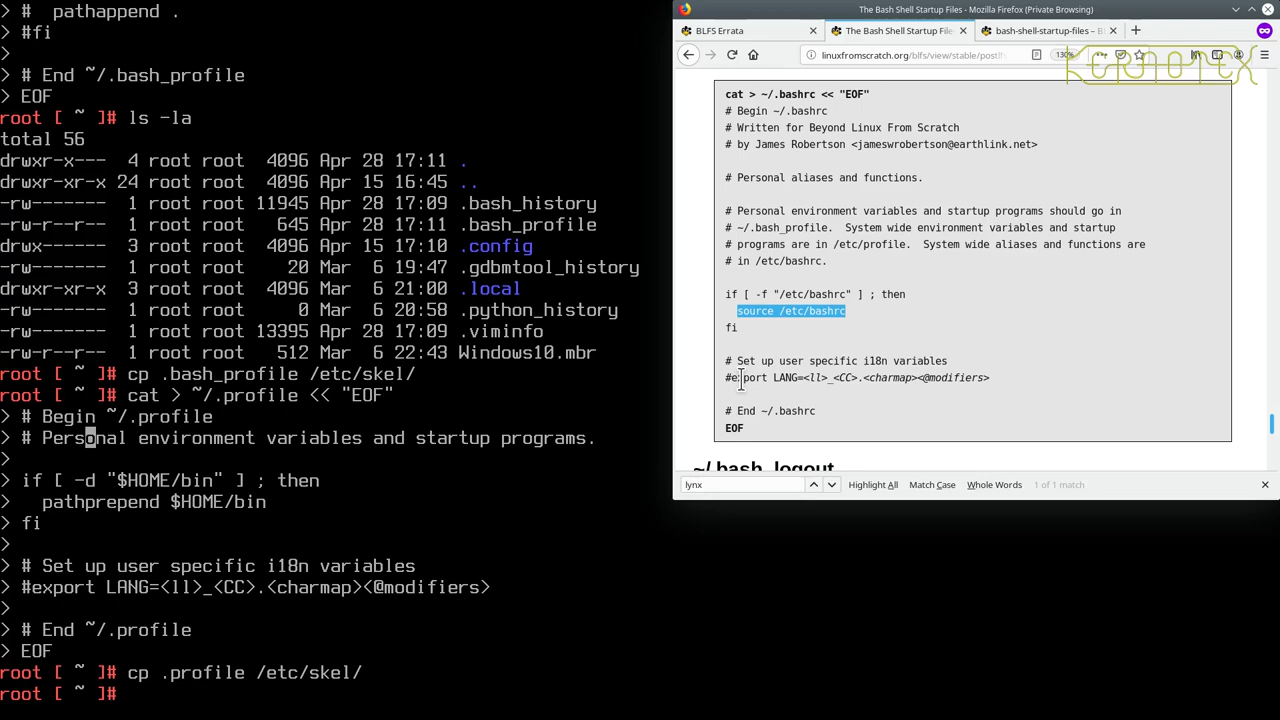 > #  pathappend .
> #fi
>
> # End ~/.bash_profile
> EOF
root [ ~ ]# ls -la
total 56
drwxr-x---  4 root root  4096 Apr 28 17:11 .
drwxr-xr-x 24 root root  4096 Apr 15 16:45 ..
-rw-------  1 root root 11945 Apr 28 17:09 .bash_history
-rw-r--r--  1 root root   645 Apr 28 17:11 .bash_profile
drwx------  3 root root  4096 Apr 15 17:10 .config
-rw-------  1 root root    20 Mar  6 19:47 .gdbmtool_history
drwxr-xr-x  3 root root  4096 Mar  6 21:00 .local
-rw-------  1 root root     0 Mar  6 20:58 .python_history
-rw-------  1 root root 13395 Apr 28 17:09 .viminfo
-rw-r--r--  1 root root   512 Mar  6 22:43 Windows10.mbr
root [ ~ ]# cp .bash_profile /etc/skel/
root [ ~ ]# cat > ~/.profile << "EOF"
> # Begin ~/.profile
> # Personal environment variables and startup programs.
>
> if [ -d "$HOME/bin" ] ; then
>   pathprepend $HOME/bin
> fi
>
> # Set up user specific i18n variables
> #export LANG=<ll>_<CC>.<charmap><@modifiers>
>
> # End ~/.profile
> EOF
root [ ~ ]# cp .profile /etc/skel/
root [ ~ ]#
The Bash Shell Startup Files - Mozilla Firefox (Private Browsing)
BLFS Errata
The Bash Shell Startup Files
bash-shell-startup-files – BL
linuxfromscratch.org/blfs/view/stable/postlf
130%
KERNOTEX
cat > ~/.bashrc << "EOF"
# Begin ~/.bashrc
# Written for Beyond Linux From Scratch
# by James Robertson <jameswrobertson@earthlink.net>
# Personal aliases and functions.
# Personal environment variables and startup programs should go in
# ~/.bash_profile.  System wide environment variables and startup
# programs are in /etc/profile.  System wide aliases and functions are
# in /etc/bashrc.
if [ -f "/etc/bashrc" ] ; then
  source /etc/bashrc
fi
# Set up user specific i18n variables
#export LANG=<ll>_<CC>.<charmap><@modifiers>
# End ~/.bashrc
EOF
~/.bash_logout
lynx
Highlight All
Match Case
Whole Words
1 of 1 match